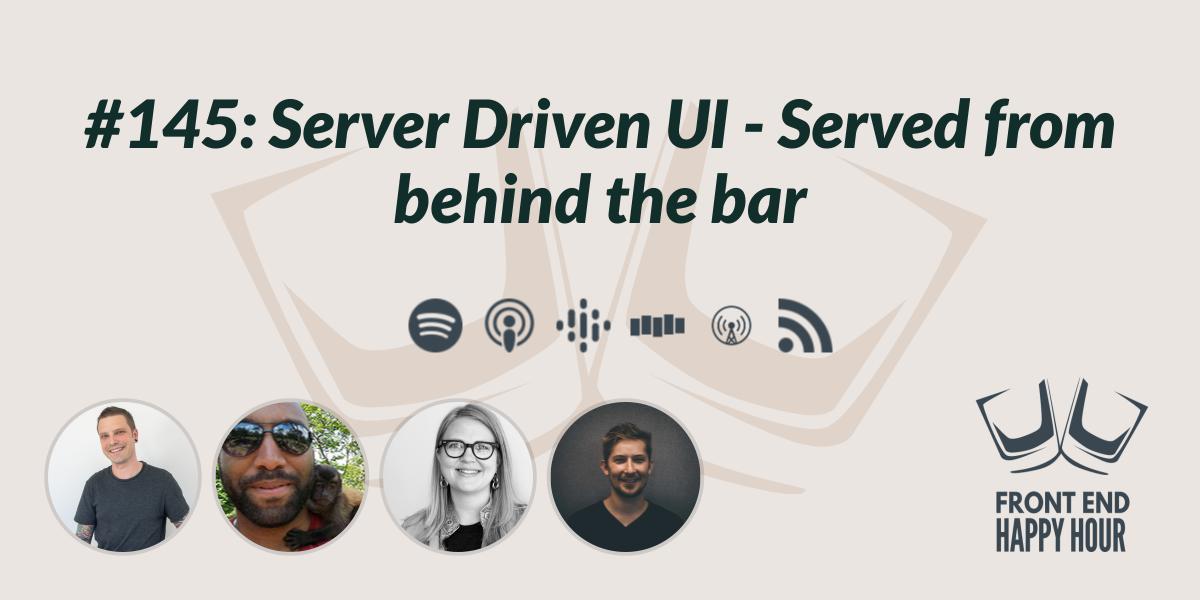 #145: Server Driven UI - Served from
behind the bar
FRONT END
HAPPY HOUR